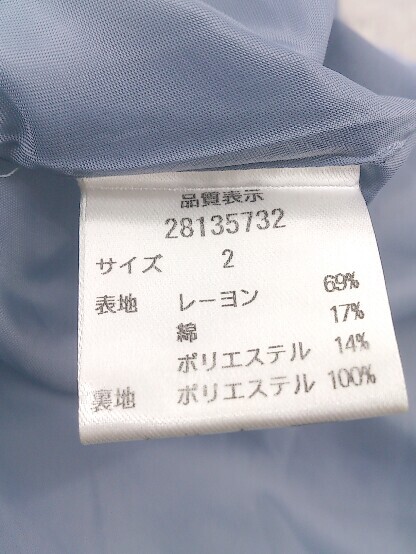 品質表示
28135732
サイズ 2
表地 レーヨン 69%
綿 17%
ポリエステル 14%
裏地 ポリエステル 100%